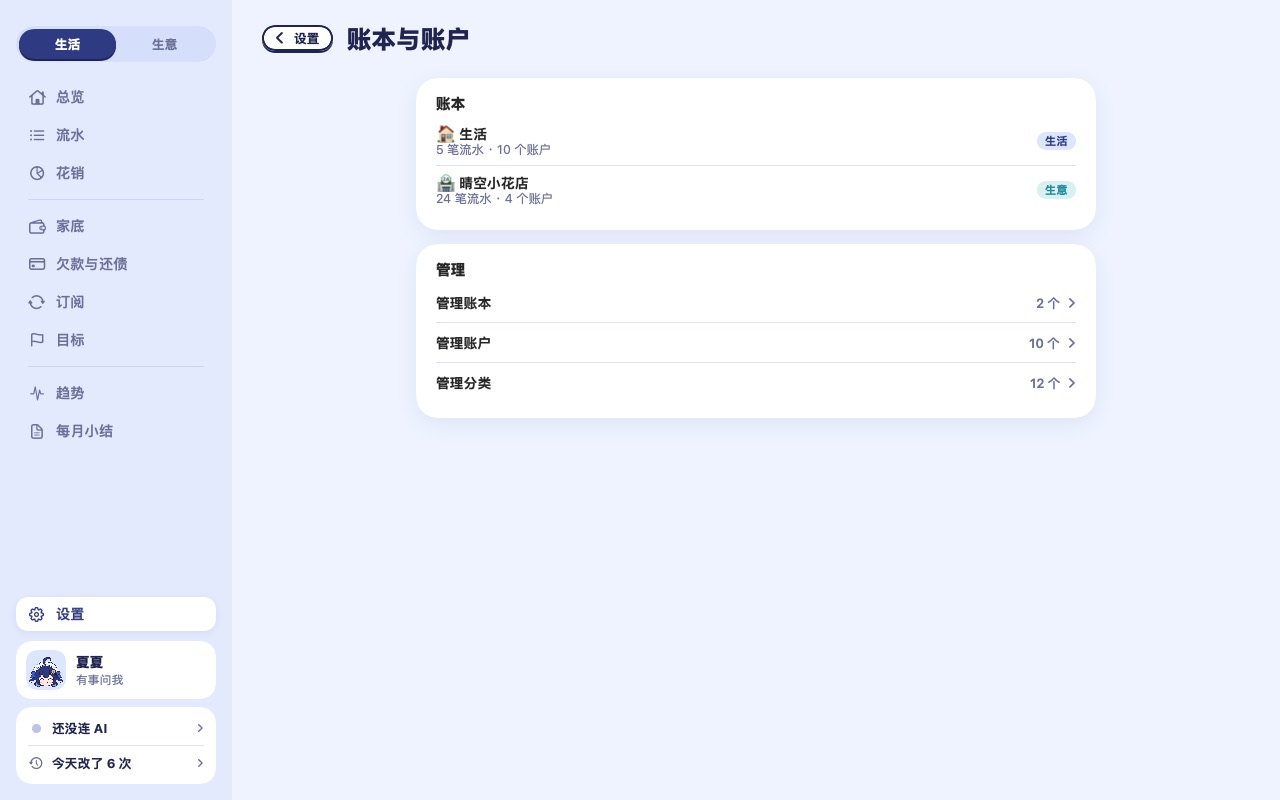 生活
生意
总览
流水
花销
家底
欠款与还债
订阅
目标
趋势
每月小结
设置
夏夏
有事问我
还没连 AI
今天改了 6 次
设置
账本与账户
账本
🏠 生活
生活
5 笔流水 · 10 个账户
🏪 晴空小花店
生意
24 笔流水 · 4 个账户
管理
管理账本 2 个
管理账户 10 个
管理分类 12 个